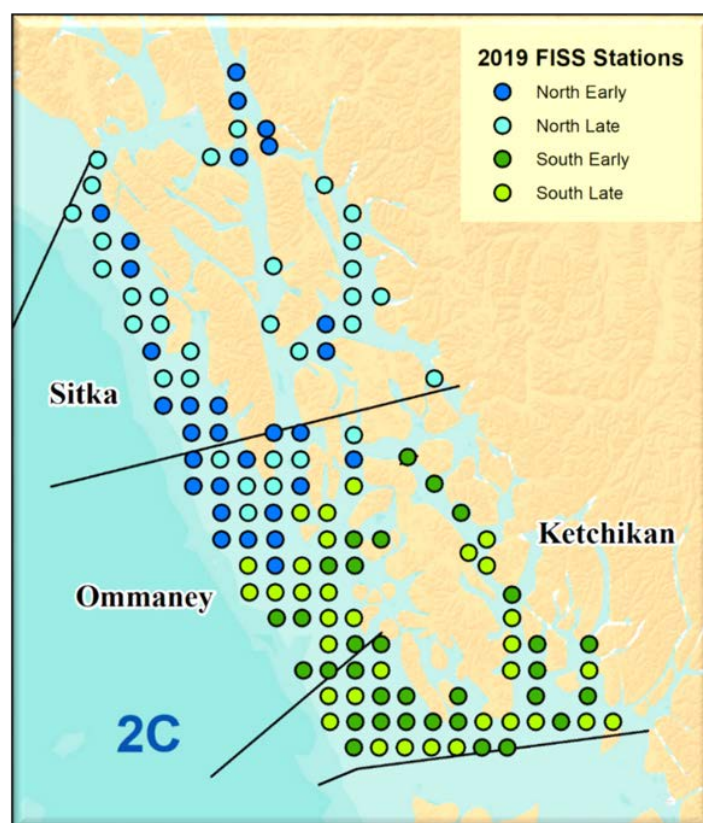 2019 FISS Stations
North Early
North Late
South Early
South Late
Sitka
Ketchikan
Ommaney
2C